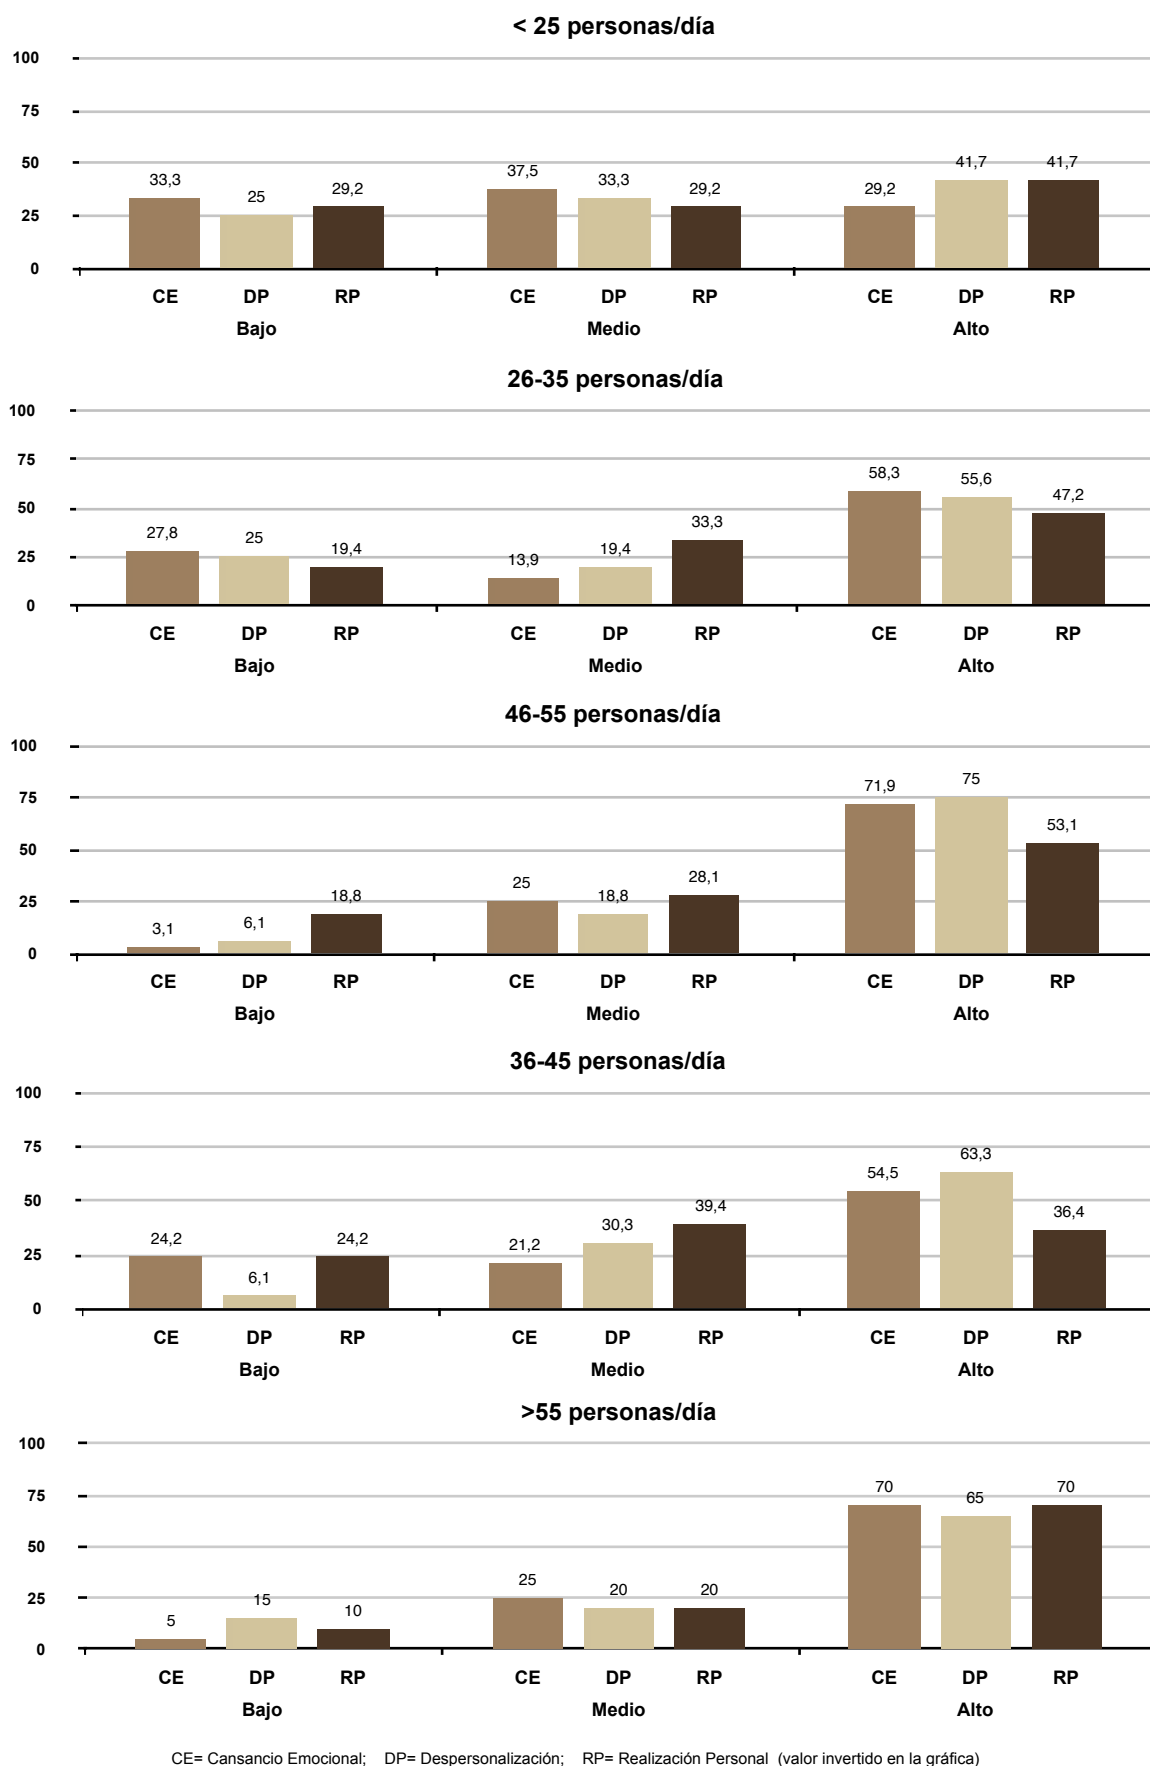 < 25 personas/día
100
75
50
25
0
33,3 25 29,2 37,5 33,3 29,2 29,2 41,7 41,7
CE DP RP CE DP RP CE DP RP
Bajo Medio Alto
26-35 personas/día
100
75
50
25
0
27,8 25 19,4 13,9 19,4 33,3 58,3 55,6 47,2
CE DP RP CE DP RP CE DP RP
Bajo Medio Alto
46-55 personas/día
100
75
50
25
0
3,1 6,1 18,8 25 18,8 28,1 71,9 75 53,1
CE DP RP CE DP RP CE DP RP
Bajo Medio Alto
36-45 personas/día
100
75
50
25
0
24,2 6,1 24,2 21,2 30,3 39,4 54,5 63,3 36,4
CE DP RP CE DP RP CE DP RP
Bajo Medio Alto
>55 personas/día
100
75
50
25
0
5 15 10 25 20 20 70 65 70
CE DP RP CE DP RP CE DP RP
Bajo Medio Alto
CE= Cansancio Emocional; DP= Despersonalización; RP= Realización Personal (valor invertido en la gráfica)